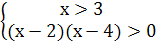 x > 3
(x − 2)(x − 4) > 0